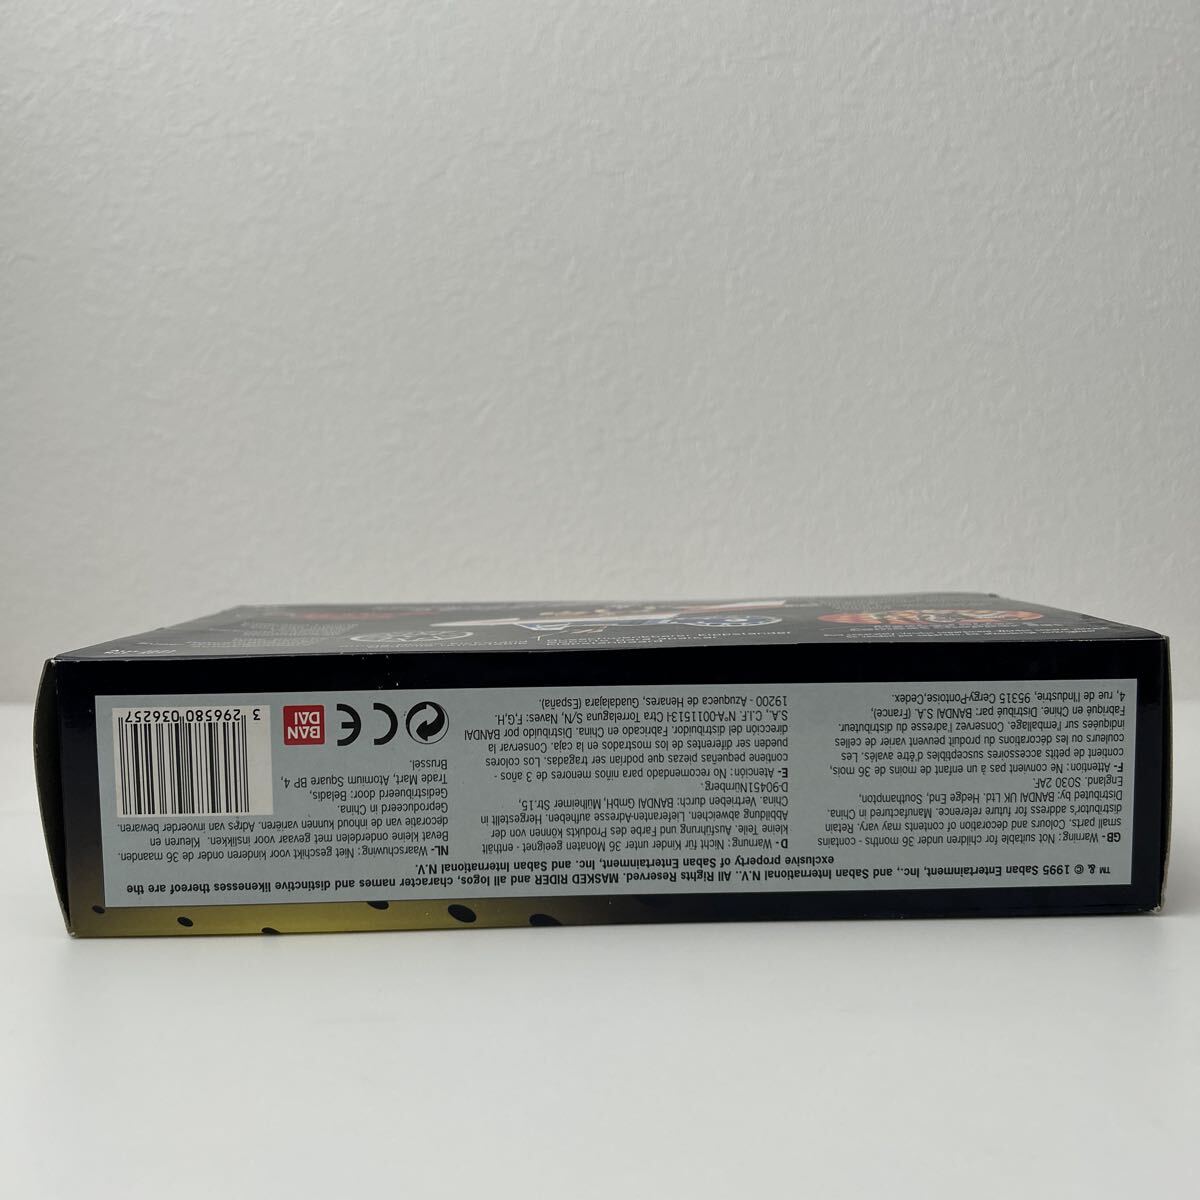 TM & © 1995 Saban Entertainment, Inc., and Saban International N.V.. All Rights Reserved. MASKED RIDER and all logos, character names and distinctive likenesses thereof are the
exclusive property of Saban Entertainment, Inc. and Saban International N.V.
GB- Warning: Not suitable for children under 36 months - contains
small parts. Colours and decoration of contents may vary. Retain
distributor's address for future reference. Manufactured in China.
Distributed by: BANDAI UK Ltd. Hedge End, Southampton,
England. SO30 2AF.
F- Attention: Ne convient pas à un enfant de moins de 36 mois,
contient de petits accessoires susceptibles d'être avalés. Les
couleurs ou les décorations du produit peuvent varier de celles
indiquées sur l'emballage. Conservez l'adresse du distributeur.
Fabriqué en Chine. Distribué par: BANDAI S.A. (France),
4, rue de l'Industrie, 95315 Cergy-Pontoise,Cedex.
D- Warnung: Nicht für Kinder unter 36 Monaten geeignet - enthält
kleine Teile. Ausführung und Farbe des Produkts können von der
Abbildung abweichen. Lieferanten-Adresse aufheben. Hergestellt in
China. Vertrieben durch: BANDAI GmbH, Mulheimer Str.15,
D-90451Nürnberg.
E- Atención: No recomendado para niños menores de 3 años -
contiene pequeñas piezas que podrían ser tragadas. Los colores
pueden ser diferentes de los mostrados en la caja. Conservar la
dirección del distribuidor. Fabricado en China. Distribuido por BANDAI
S.A., C.I.F. Ctra Torrelaguna S/N, Naves: F,G,H.
19200 - Azuqueca de Henares, Guadalajara (España).
NL- Waarschuwing: Niet geschikt voor kinderen onder de 36 maanden.
Bevat kleine onderdelen met gevaar voor inslikken. Kleuren en
decoratie van de inhoud kunnen variëren. van invoerder bewaren.
Geproduceerd in China.
Gedistribueerd door:
Trade Mart, Atomium Square BP 4,
Brussel.
CE
BAN
DAI
3 296580 036257